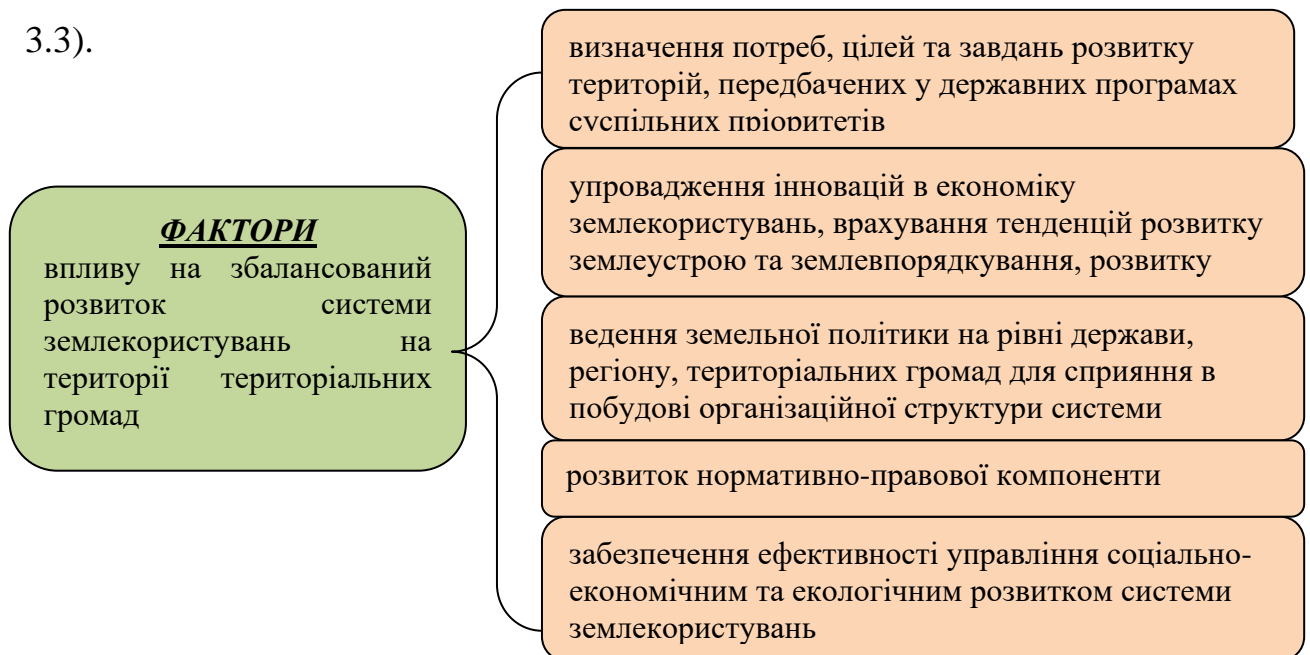 3.3).
ФАКТОРИ
впливу на збалансований
розвиток системи
землекористувань на
території територіальних
громад
визначення потреб, цілей та завдань розвитку
територій, передбачених у державних програмах
суспільних пріоритетів
упровадження інновацій в економіку
землекористувань, врахування тенденцій розвитку
землеустрою та землевпорядкування, розвитку
ведення земельної політики на рівні держави,
регіону, територіальних громад для сприяння в
побудові організаційної структури системи
розвиток нормативно-правової компоненти
забезпечення ефективності управління соціально-
економічним та екологічним розвитком системи
землекористувань